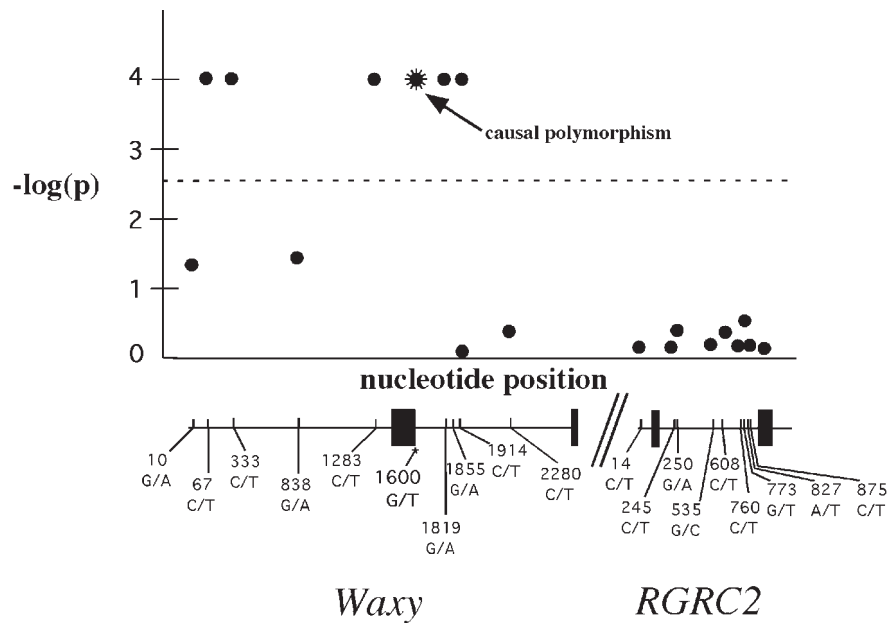 4
causal polymorphism
3
-log(p)
2
1
0
nucleotide position
10
G/A
67
C/T
333
C/T
838
G/A
1283
C/T
*
1600
G/T
1819
G/A
1855
G/A
1914
C/T
2280
C/T
14
C/T
245
C/T
250
G/A
535
G/C
608
C/T
760
C/T
773
G/T
827
A/T
875
C/T
Waxy
RGRC2